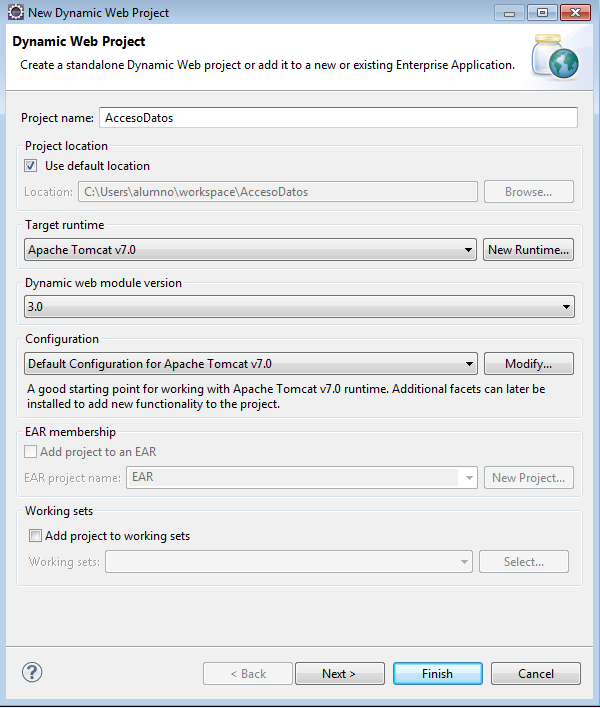 New Dynamic Web Project
Dynamic Web Project
Create a standalone Dynamic Web project or add it to a new or existing Enterprise Application.
Project name: AccesoDatos
Project location
Use default location
Location: C:\Users\alumno\workspace\AccesoDatos Browse...
Target runtime
Apache Tomcat v7.0 New Runtime...
Dynamic web module version
3.0
Configuration
Default Configuration for Apache Tomcat v7.0 Modify...
A good starting point for working with Apache Tomcat v7.0 runtime. Additional facets can later be
installed to add new functionality to the project.
EAR membership
Add project to an EAR
EAR project name: EAR New Project...
Working sets
Add project to working sets
Working sets: Select...
? < Back Next > Finish Cancel